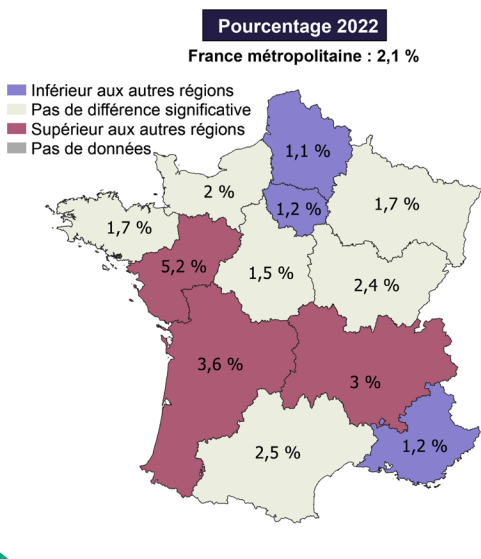 Pourcentage 2022
France métropolitaine : 2,1 %
Inférieur aux autres régions
Pas de différence significative
Supérieur aux autres régions
Pas de données
1,1 %
2 %
1,7 %
1,2 %
1,7 %
5,2 %
1,5 %
2,4 %
3,6 %
3 %
2,5 %
1,2 %